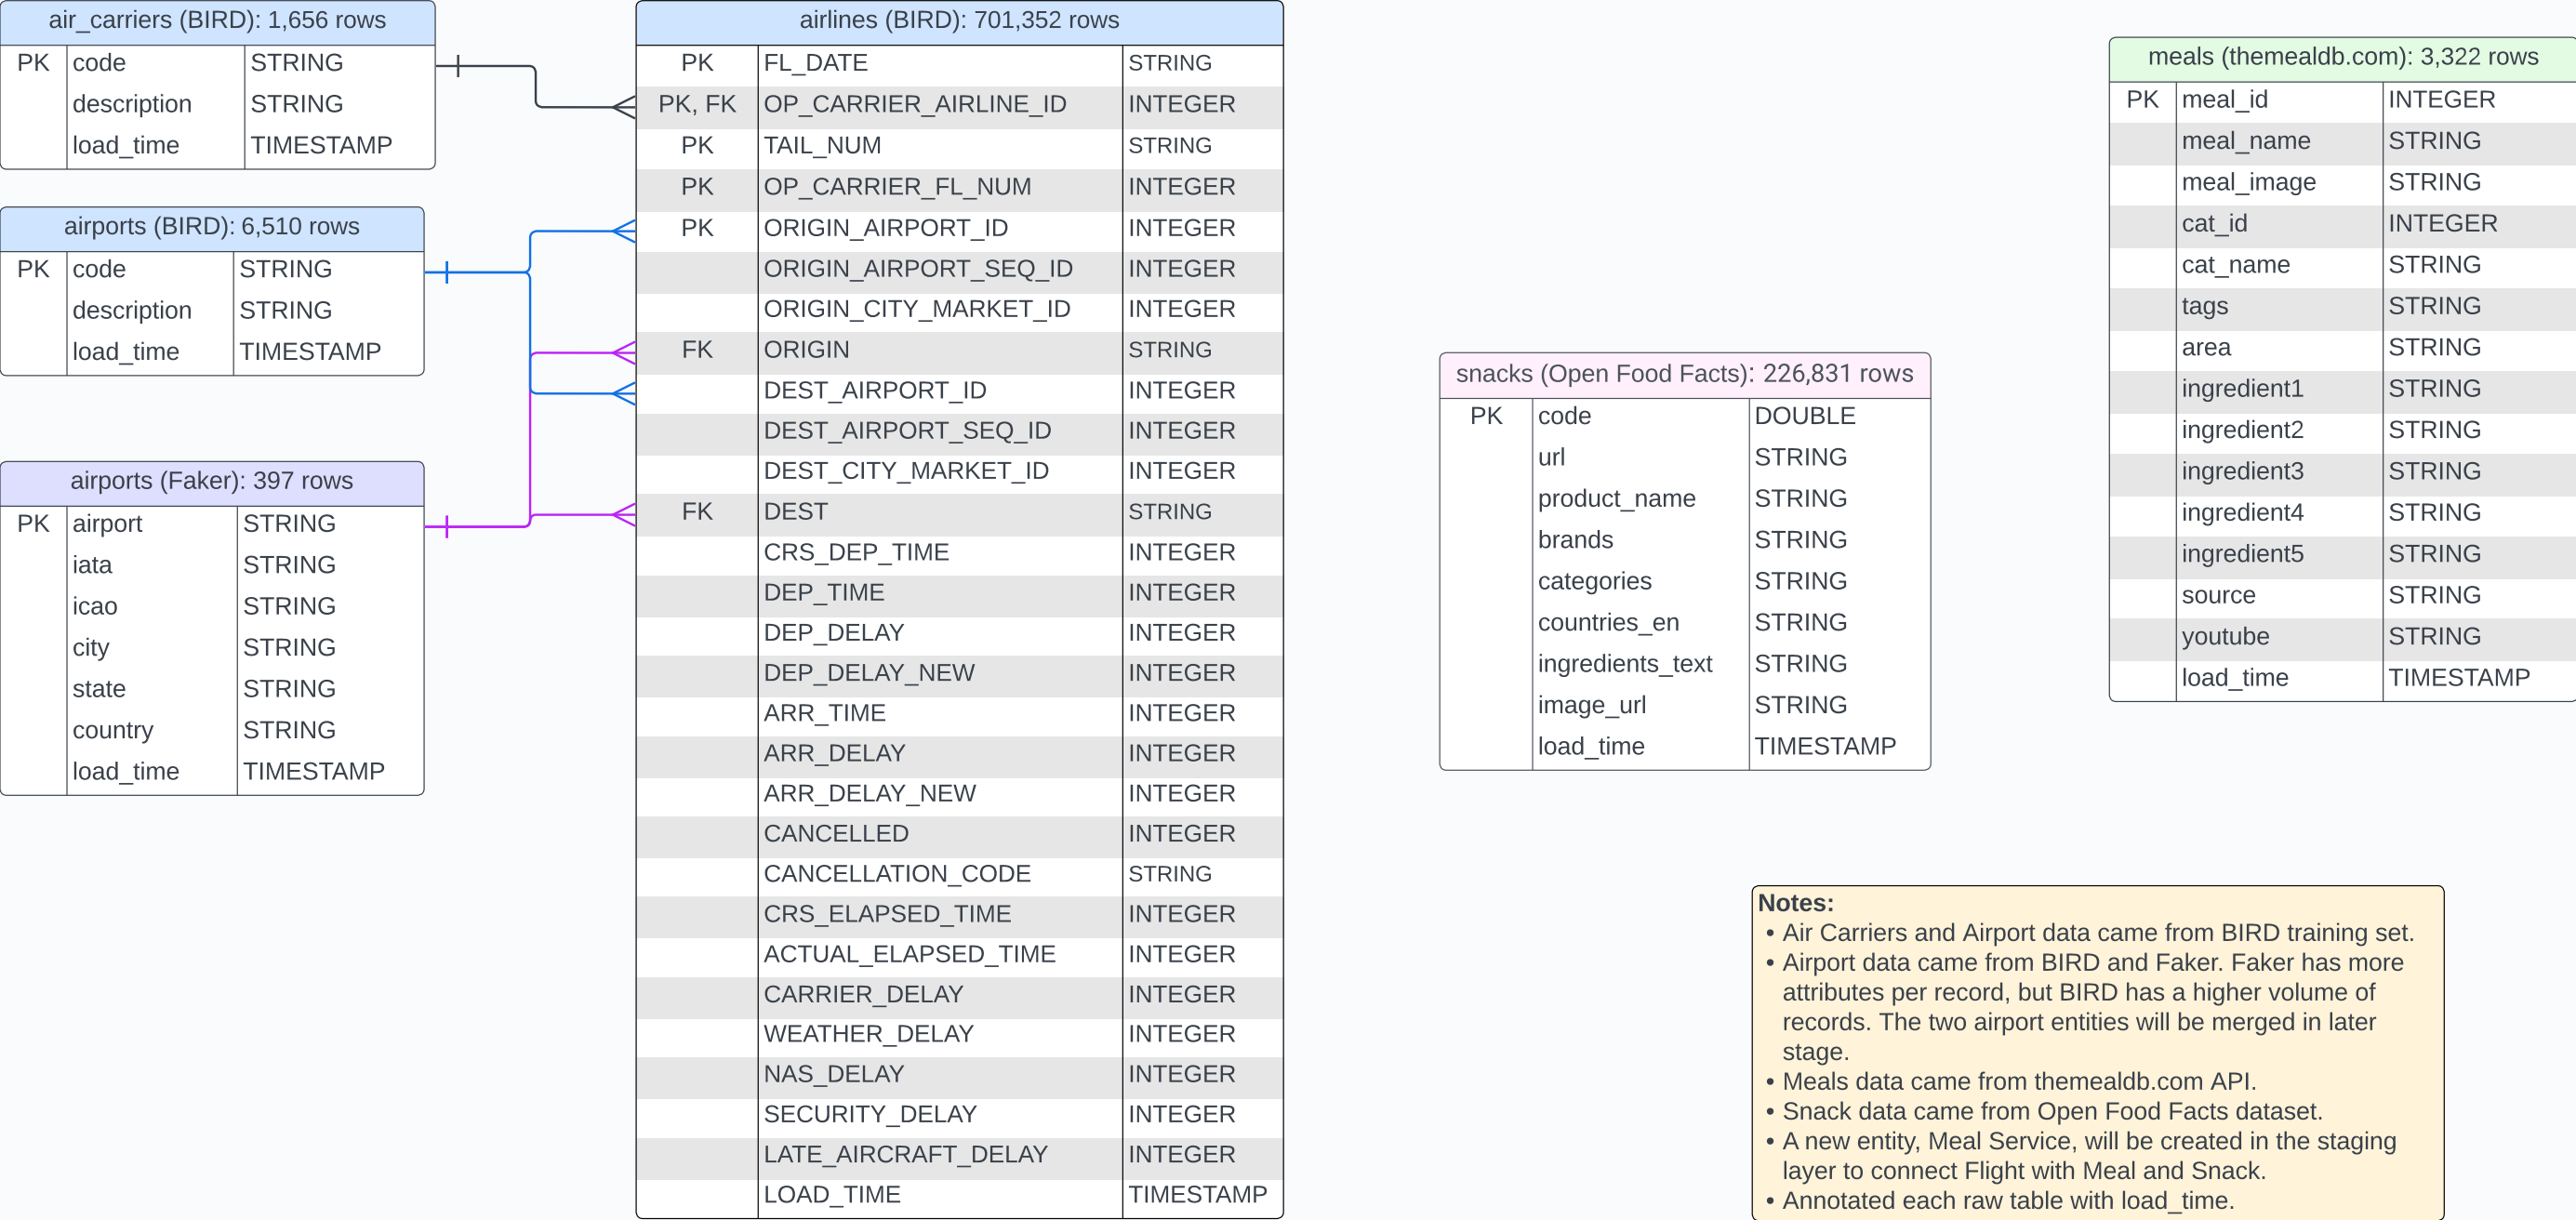 air_carriers (BIRD): 1,656 rows
PK code STRING
description STRING
load_time TIMESTAMP
airports (BIRD): 6,510 rows
PK code STRING
description STRING
load_time TIMESTAMP
airports (Faker): 397 rows
PK airport STRING
iata STRING
icao STRING
city STRING
state STRING
country STRING
load_time TIMESTAMP
airlines (BIRD): 701,352 rows
PK FL_DATE STRING
PK, FK OP_CARRIER_AIRLINE_ID INTEGER
PK TAIL_NUM STRING
PK OP_CARRIER_FL_NUM INTEGER
PK ORIGIN_AIRPORT_ID INTEGER
ORIGIN_AIRPORT_SEQ_ID INTEGER
ORIGIN_CITY_MARKET_ID INTEGER
FK ORIGIN STRING
DEST_AIRPORT_ID INTEGER
DEST_AIRPORT_SEQ_ID INTEGER
DEST_CITY_MARKET_ID INTEGER
FK DEST STRING
CRS_DEP_TIME INTEGER
DEP_TIME INTEGER
DEP_DELAY INTEGER
DEP_DELAY_NEW INTEGER
ARR_TIME INTEGER
ARR_DELAY INTEGER
ARR_DELAY_NEW INTEGER
CANCELLED INTEGER
CANCELLATION_CODE STRING
CRS_ELAPSED_TIME INTEGER
ACTUAL_ELAPSED_TIME INTEGER
CARRIER_DELAY INTEGER
WEATHER_DELAY INTEGER
NAS_DELAY INTEGER
SECURITY_DELAY INTEGER
LATE_AIRCRAFT_DELAY INTEGER
LOAD_TIME TIMESTAMP
snacks (Open Food Facts): 226,831 rows
PK code DOUBLE
url STRING
product_name STRING
brands STRING
categories STRING
countries_en STRING
ingredients_text STRING
image_url STRING
load_time TIMESTAMP
meals (themealdb.com): 3,322 rows
PK meal_id INTEGER
meal_name STRING
meal_image STRING
cat_id INTEGER
cat_name STRING
tags STRING
area STRING
ingredient1 STRING
ingredient2 STRING
ingredient3 STRING
ingredient4 STRING
ingredient5 STRING
source STRING
youtube STRING
load_time TIMESTAMP
Notes:
• Air Carriers and Airport data came from BIRD training set.
• Airport data came from BIRD and Faker. Faker has more
attributes per record, but BIRD has a higher volume of
records. The two airport entities will be merged in later
stage.
• Meals data came from themealdb.com API.
• Snack data came from Open Food Facts dataset.
• A new entity, Meal Service, will be created in the staging
layer to connect Flight with Meal and Snack.
• Annotated each raw table with load_time.